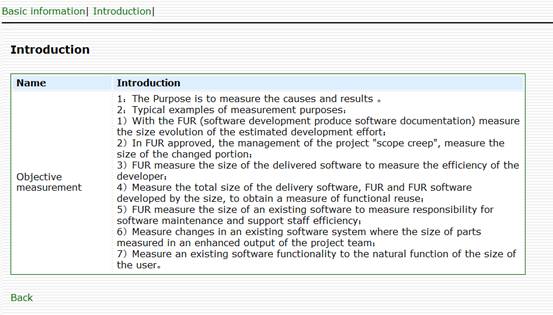 Basic information| Introduction|
Introduction
Name
Introduction
Objective
measurement
1；The Purpose is to measure the causes and results 。
2；Typical examples of measurement purposes；
1）With the FUR (software development produce software documentation) measure
the size evolution of the estimated development effort；
2）In FUR approved, the management of the project "scope creep", measure the
size of the changed portion；
3）FUR measure the size of the delivered software to measure the efficiency of the
developer；
4）Measure the total size of the delivery software, FUR and FUR software
developed by the size, to obtain a measure of functional reuse；
5）FUR measure the size of an existing software to measure responsibility for
software maintenance and support staff efficiency；
6）Measure changes in an existing software system where the size of parts
measured in an enhanced output of the project team；
7）Measure an existing software functionality to the natural function of the size of
the user。
Back